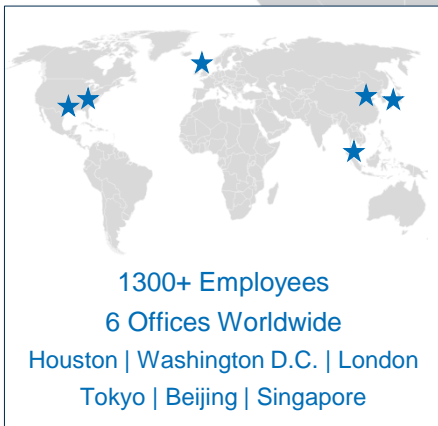 1300+ Employees
6 Offices Worldwide
Houston | Washington D.C. | London
Tokyo | Beijing | Singapore